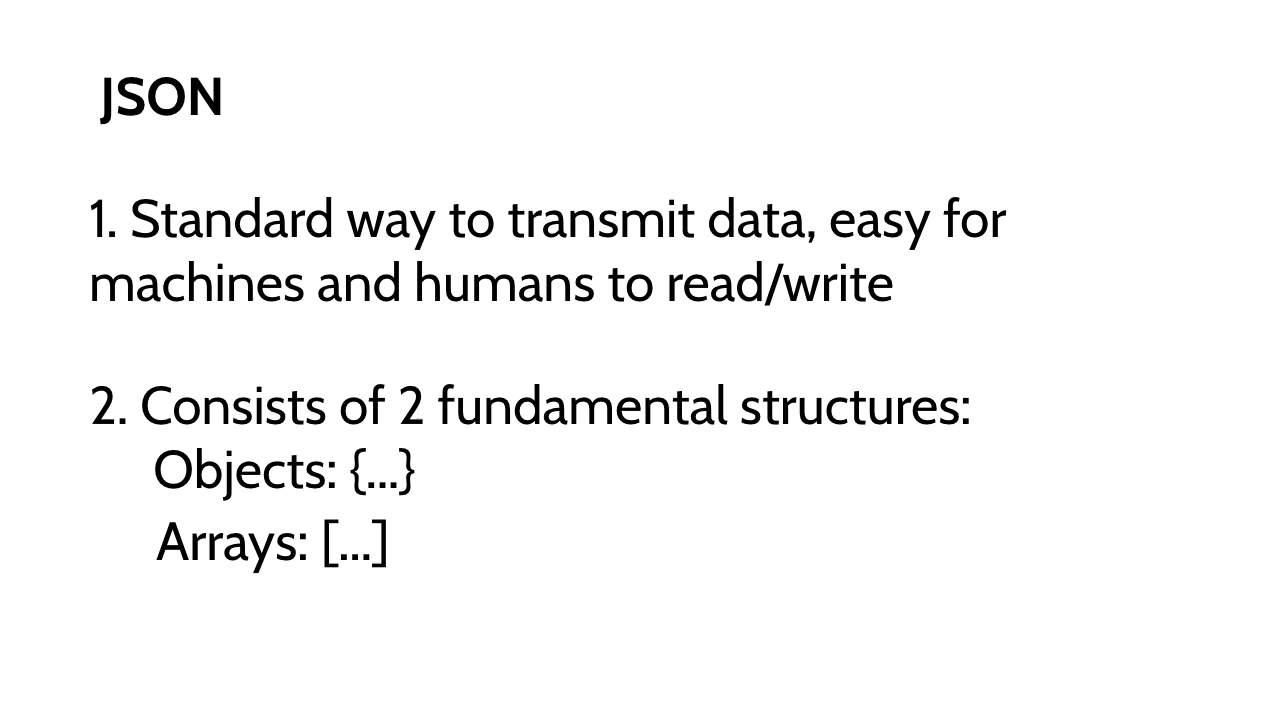 JSON
1. Standard way to transmit data, easy for
machines and humans to read/write
2. Consists of 2 fundamental structures:
Objects: {...}
Arrays: [...]